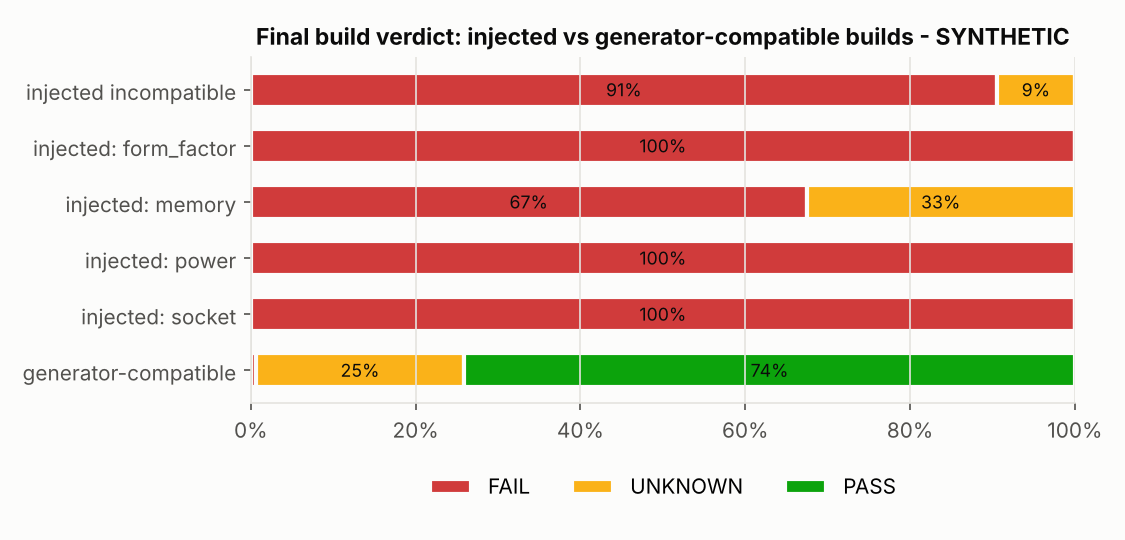 Final build verdict: injected vs generator-compatible builds - SYNTHETIC
injected incompatible 91% 9%
injected: form_factor 100%
injected: memory 67% 33%
injected: power 100%
injected: socket 100%
generator-compatible 25% 74%
0% 20% 40% 60% 80% 100%
FAIL UNKNOWN PASS